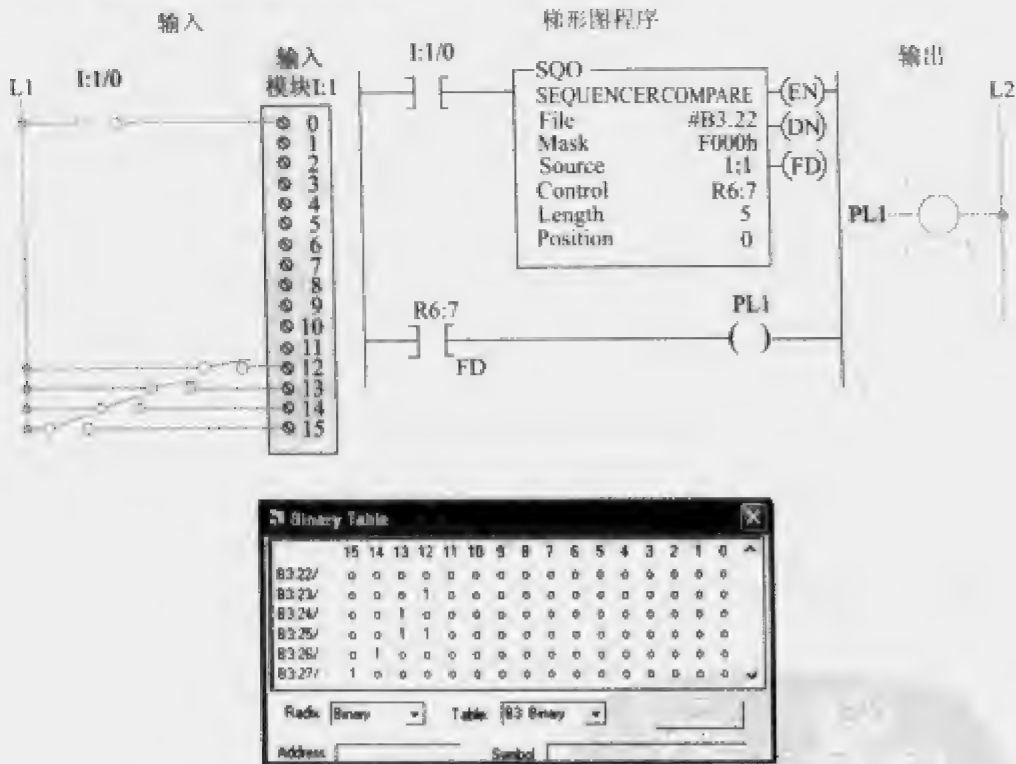 输入
梯形图程序
L1
I:1/0
输入
模块I:1
0
1
2
3
4
5
6
7
8
9
10
11
12
13
14
15
I:1/0
SQO
SEQUENCERCOMPARE
File #B3.22
Mask F000h
Source 1:1
Control R6:7
Length 5
Position 0
(EN)
(DN)
(FD)
R6:7
FD
PL1
输出
L2
PL1
Binary Table
15 14 13 12 11 10 9 8 7 6 5 4 3 2 1 0
B3:22/ 0 0 0 0 0 0 0 0 0 0 0 0 0 0 0 0
B3:23/ 0 0 0 1 0 0 0 0 0 0 0 0 0 0 0 0
B3:24/ 0 0 1 0 0 0 0 0 0 0 0 0 0 0 0 0
B3:25/ 0 0 1 1 0 0 0 0 0 0 0 0 0 0 0 0
B3:26/ 0 1 0 0 0 0 0 0 0 0 0 0 0 0 0 0
B3:27/ 1 0 0 0 0 0 0 0 0 0 0 0 0 0 0 0
Radix Binary Table: B3 Binary
Address Symbol